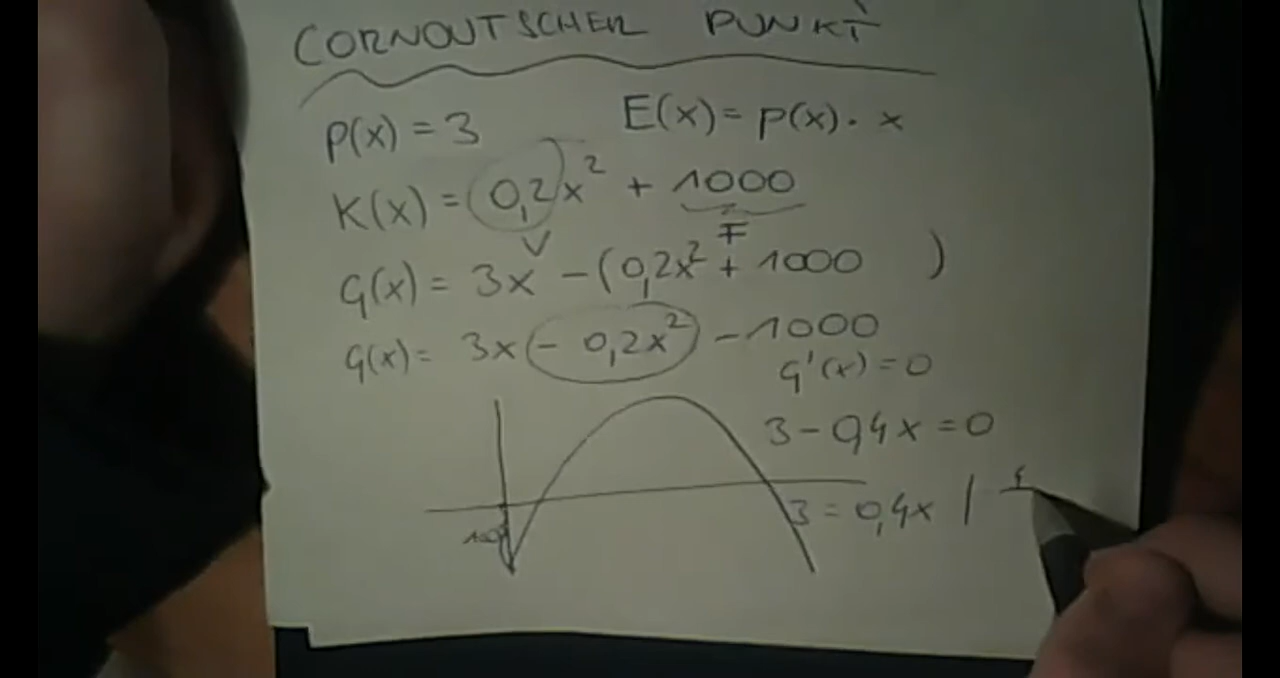 CORNOUTSCHER PUNKT
p(x) = 3 E(x) = p(x) · x
K(x) = 0,2x² + 1000
V F
G(x) = 3x - (0,2x² + 1000 )
G(x) = 3x - 0,2x² - 1000
G'(x) = 0
3 - 0,4x = 0
3 = 0,4x |